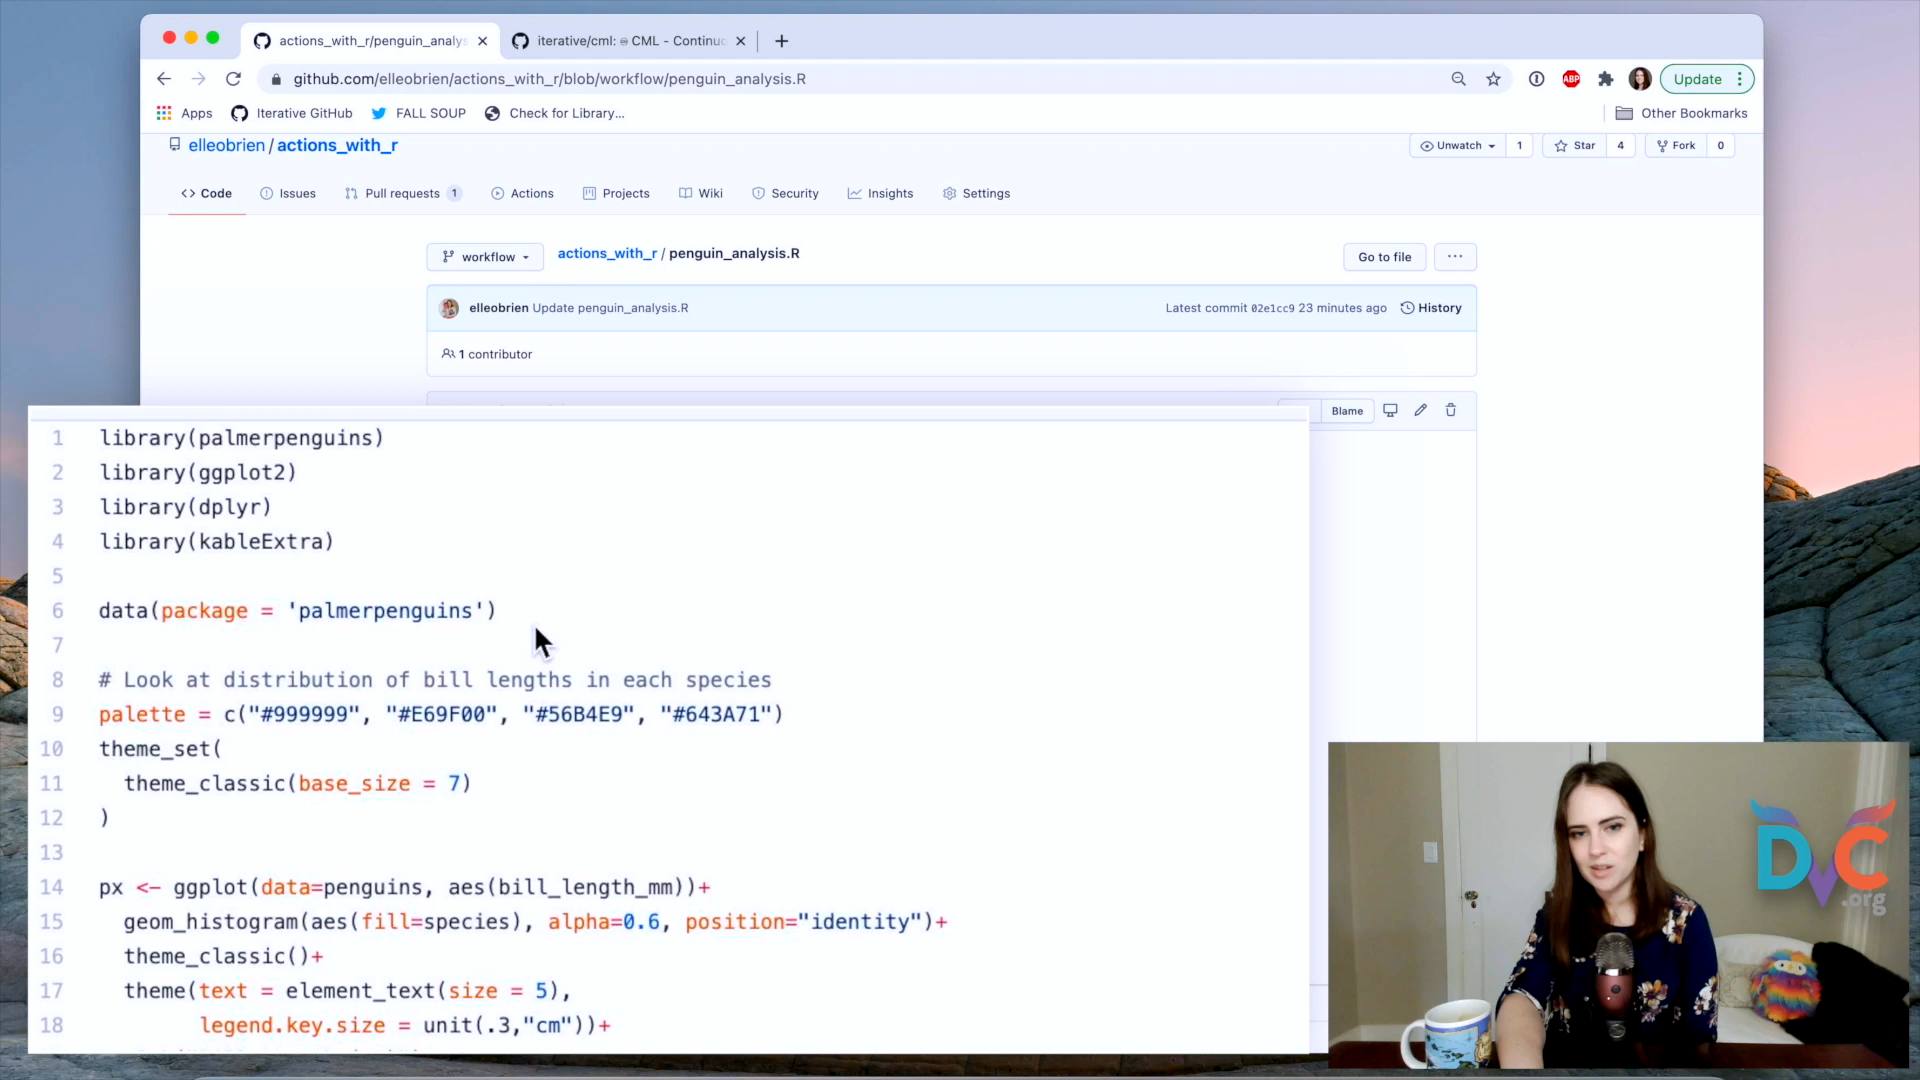 actions_with_r/penguin_analys
iterative/cml: ♾ CML - Continuo
github.com/elleobrien/actions_with_r/blob/workflow/penguin_analysis.R
ABP
Update
Apps
Iterative GitHub
FALL SOUP
Check for Library...
Other Bookmarks
elleobrien / actions_with_r
Unwatch 1
Star 4
Fork 0
<> Code
Issues
Pull requests 1
Actions
Projects
Wiki
Security
Insights
Settings
workflow
actions_with_r / penguin_analysis.R
Go to file
...
elleobrien Update penguin_analysis.R
Latest commit 02e1cc9 23 minutes ago
History
1 contributor
Blame
1 library(palmerpenguins)
2 library(ggplot2)
3 library(dplyr)
4 library(kableExtra)
5
6 data(package = 'palmerpenguins')
7
8 # Look at distribution of bill lengths in each species
9 palette = c("#999999", "#E69F00", "#56B4E9", "#643A71")
10 theme_set(
11 theme_classic(base_size = 7)
12 )
13
14 px <- ggplot(data=penguins, aes(bill_length_mm))+
15 geom_histogram(aes(fill=species), alpha=0.6, position="identity")+
16 theme_classic()+
17 theme(text = element_text(size = 5),
18 legend.key.size = unit(.3,"cm"))+
DVC
.org